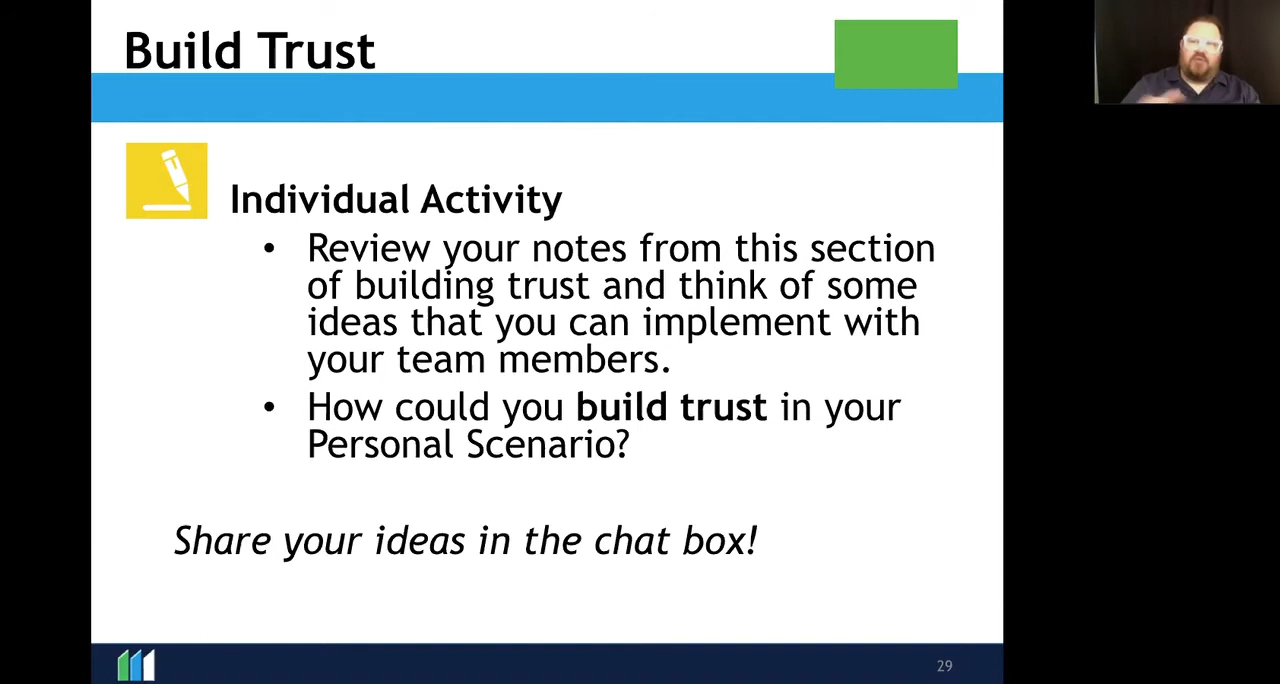 Build Trust
Individual Activity
• Review your notes from this section
of building trust and think of some
ideas that you can implement with
your team members.
• How could you build trust in your
Personal Scenario?
Share your ideas in the chat box!
29